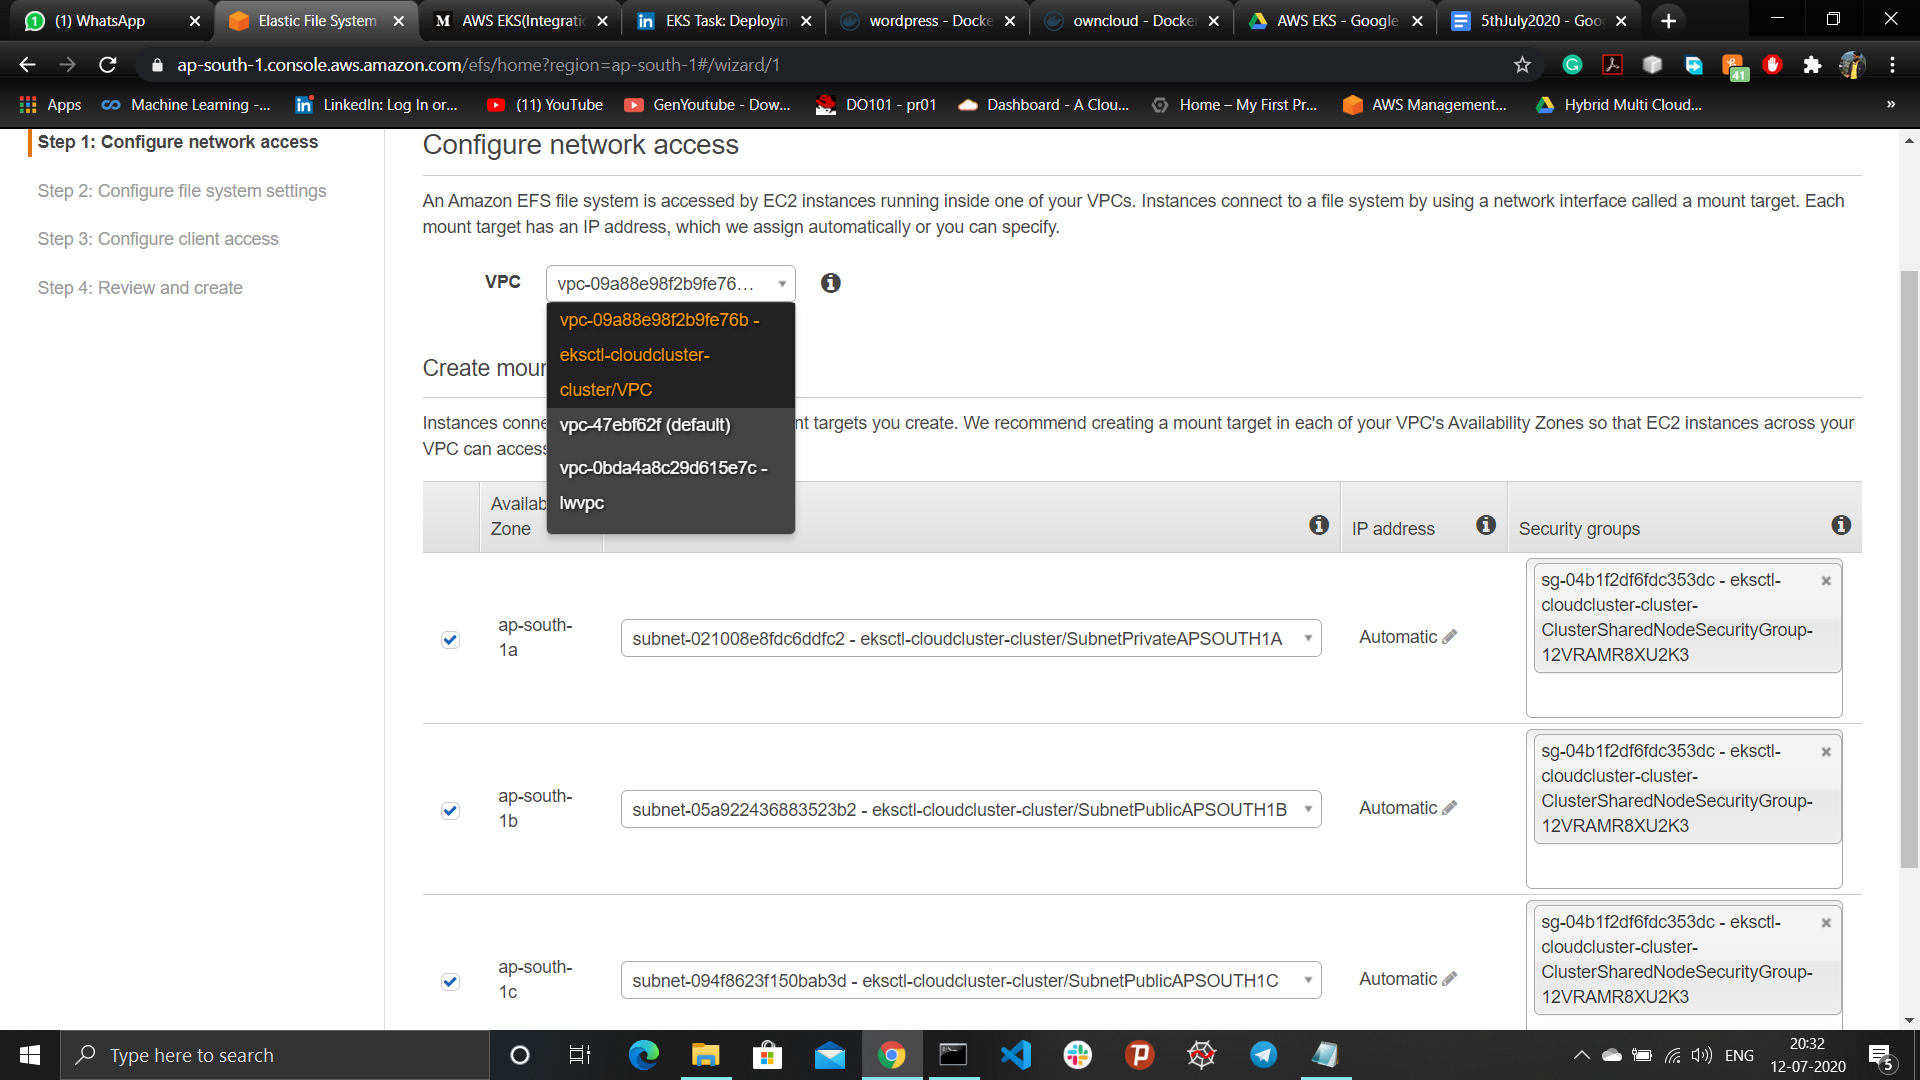 (1) WhatsApp
Elastic File System
AWS EKS(Integratio
EKS Task: Deploying
wordpress - Docke
owncloud - Docker
AWS EKS - Google
5thJuly2020 - Goo
ap-south-1.console.aws.amazon.com/efs/home?region=ap-south-1#/wizard/1
41
Apps
Machine Learning -...
LinkedIn: Log In or...
(11) YouTube
GenYoutube - Dow...
DO101 - pr01
Dashboard - A Clou...
Home – My First Pr...
AWS Management...
Hybrid Multi Cloud...
»
Step 1: Configure network access
Step 2: Configure file system settings
Step 3: Configure client access
Step 4: Review and create
Configure network access
An Amazon EFS file system is accessed by EC2 instances running inside one of your VPCs. Instances connect to a file system by using a network interface called a mount target. Each
mount target has an IP address, which we assign automatically or you can specify.
VPC
vpc-09a88e98f2b9fe76…
vpc-09a88e98f2b9fe76b -
eksctl-cloudcluster-
cluster/VPC
vpc-47ebf62f (default)
vpc-0bda4a8c29d615e7c -
lwvpc
Create moun
Instances conne nt targets you create. We recommend creating a mount target in each of your VPC's Availability Zones so that EC2 instances across your
VPC can access
Availab
Zone
IP address
Security groups
ap-south-
1a
subnet-021008e8fdc6ddfc2 - eksctl-cloudcluster-cluster/SubnetPrivateAPSOUTH1A
Automatic
sg-04b1f2df6fdc353dc - eksctl-
cloudcluster-cluster-
ClusterSharedNodeSecurityGroup-
12VRAMR8XU2K3
ap-south-
1b
subnet-05a922436883523b2 - eksctl-cloudcluster-cluster/SubnetPublicAPSOUTH1B
Automatic
sg-04b1f2df6fdc353dc - eksctl-
cloudcluster-cluster-
ClusterSharedNodeSecurityGroup-
12VRAMR8XU2K3
ap-south-
1c
subnet-094f8623f150bab3d - eksctl-cloudcluster-cluster/SubnetPublicAPSOUTH1C
Automatic
sg-04b1f2df6fdc353dc - eksctl-
cloudcluster-cluster-
ClusterSharedNodeSecurityGroup-
12VRAMR8XU2K3
Type here to search
ENG
20:32
12-07-2020
5